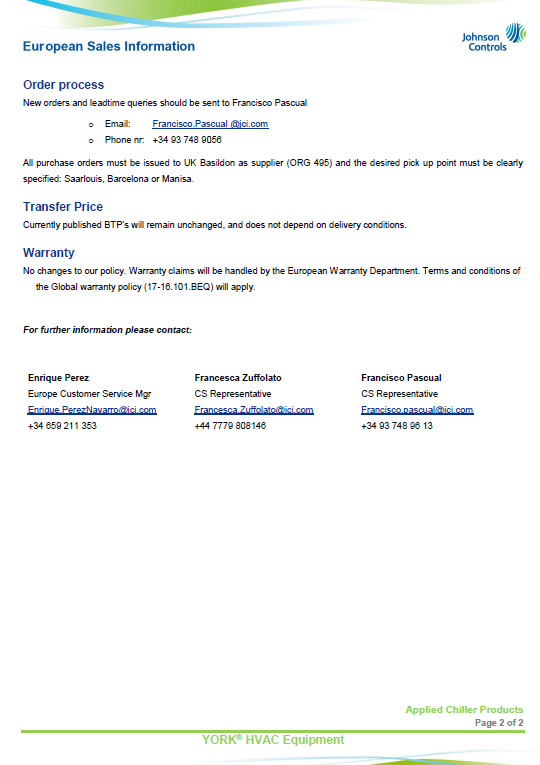 European Sales Information
Johnson
Controls
Order process
New orders and leadtime queries should be sent to Francisco Pascual
o Email: Francisco.Pascual @jci.com
o Phone nr: +34 93 748 9056
All purchase orders must be issued to UK Basildon as supplier (ORG 495) and the desired pick up point must be clearly
specified: Saarlouis, Barcelona or Manisa.
Transfer Price
Currently published BTP's will remain unchanged, and does not depend on delivery conditions.
Warranty
No changes to our policy. Warranty claims will be handled by the European Warranty Department. Terms and conditions of
the Global warranty policy (17-16.101.BEQ) will apply.
For further information please contact:
Enrique Perez Francesca Zuffolato Francisco Pascual
Europe Customer Service Mgr CS Representative CS Representative
Enrique.PerezNavarro@jci.com Francesca.Zuffolato@jci.com Francisco.pascual@jci.com
+34 659 211 353 +44 7779 808146 +34 93 748 96 13
Applied Chiller Products
Page 2 of 2
YORK® HVAC Equipment